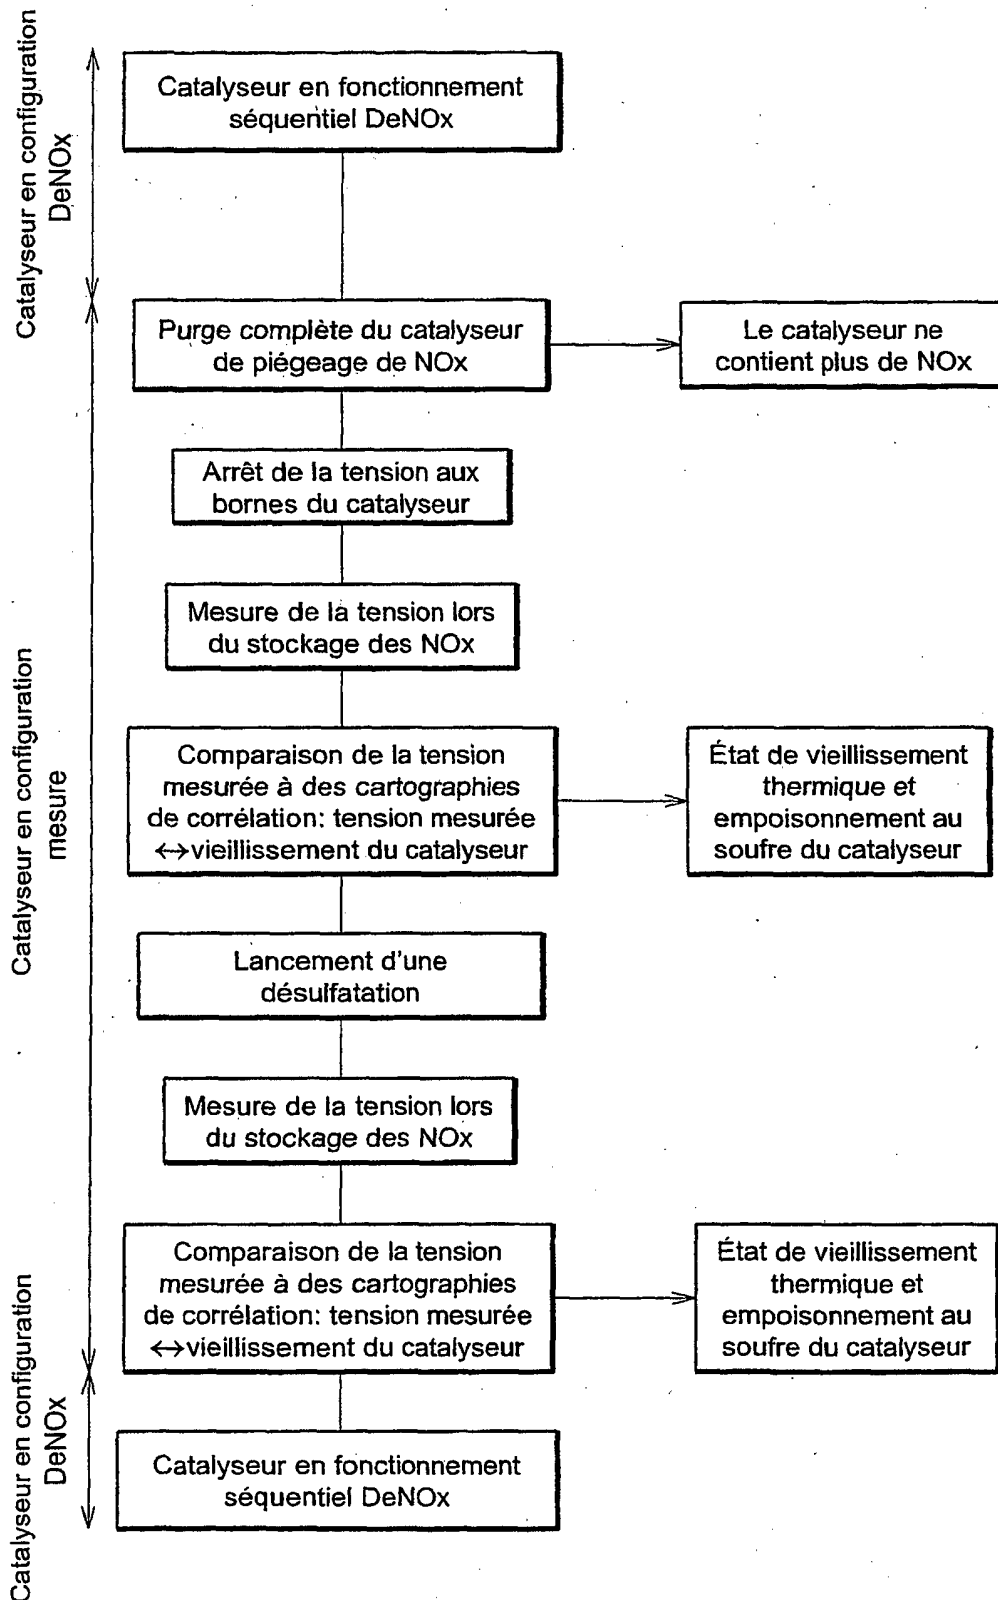 Catalyseur en configuration
DeNOx
Catalyseur en fonctionnement
séquentiel DeNOx
Catalyseur en configuration
mesure
Purge complète du catalyseur
de piégeage de NOx
Le catalyseur ne
contient plus de NOx
Arrêt de la tension aux
bornes du catalyseur
Mesure de la tension lors
du stockage des NOx
Comparaison de la tension
mesurée à des cartographies
de corrélation: tension mesurée
↔vieillissement du catalyseur
État de vieillissement
thermique et
empoisonnement au
soufre du catalyseur
Lancement d'une
désulfatation
Mesure de la tension lors
du stockage des NOx
Comparaison de la tension
mesurée à des cartographies
de corrélation: tension mesurée
↔vieillissement du catalyseur
État de vieillissement
thermique et
empoisonnement au
soufre du catalyseur
Catalyseur en configuration
DeNOx
Catalyseur en fonctionnement
séquentiel DeNOx